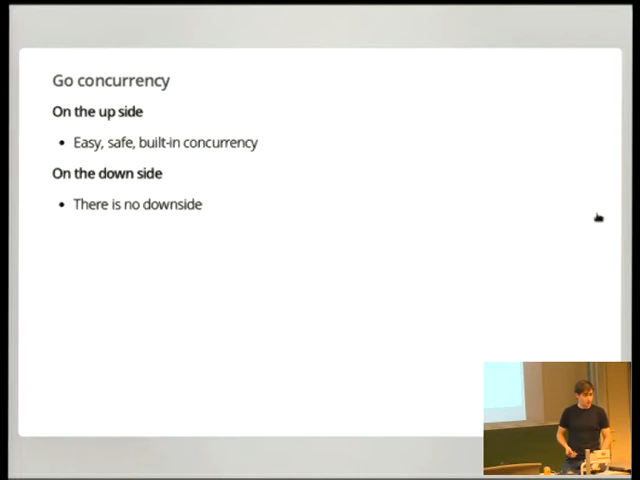 Go concurrency
On the up side
• Easy, safe, built-in concurrency
On the down side
• There is no downside